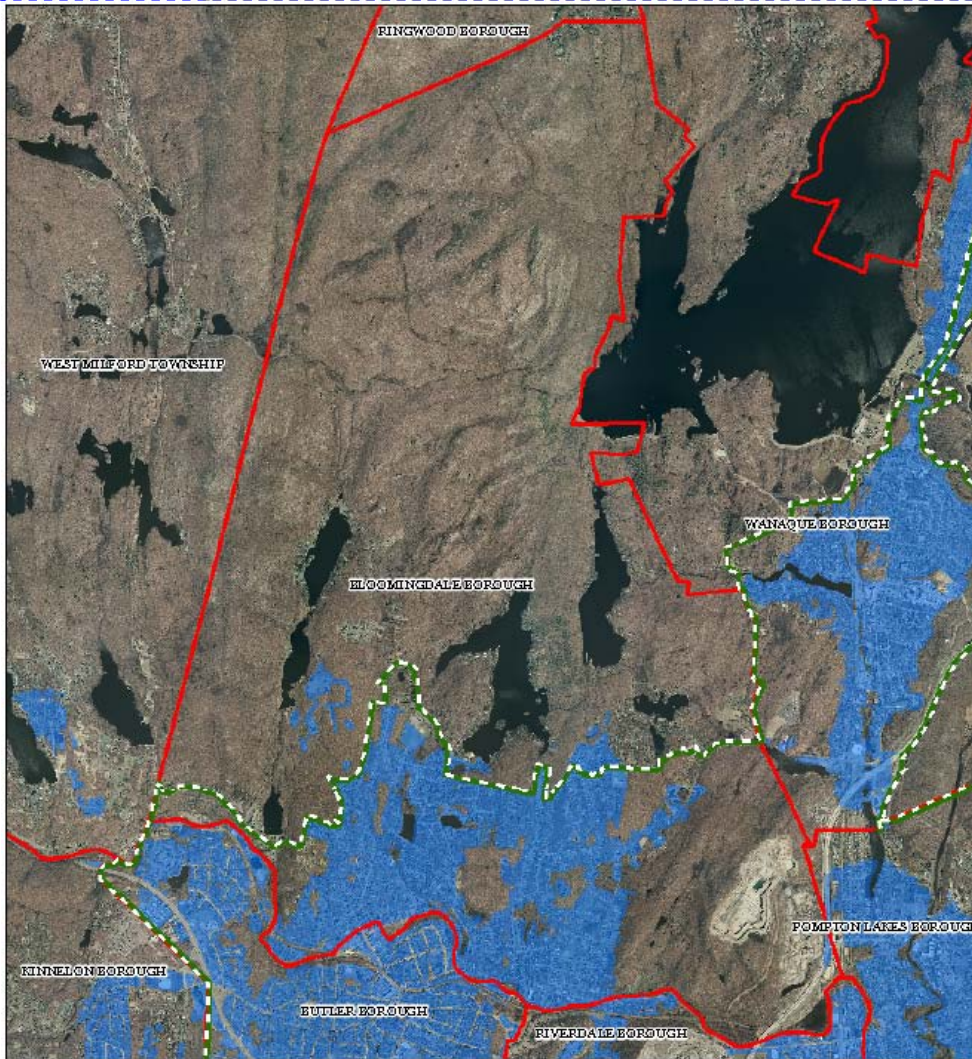 RINGWOOD BOROUGH
WEST MILFORD TOWNSHIP
WANAQUE BOROUGH
BLOOMINGDALE BOROUGH
POMPTON LAKES BOROUGH
KINNELON BOROUGH
BUTLER BOROUGH
RIVERDALE BOROUGH